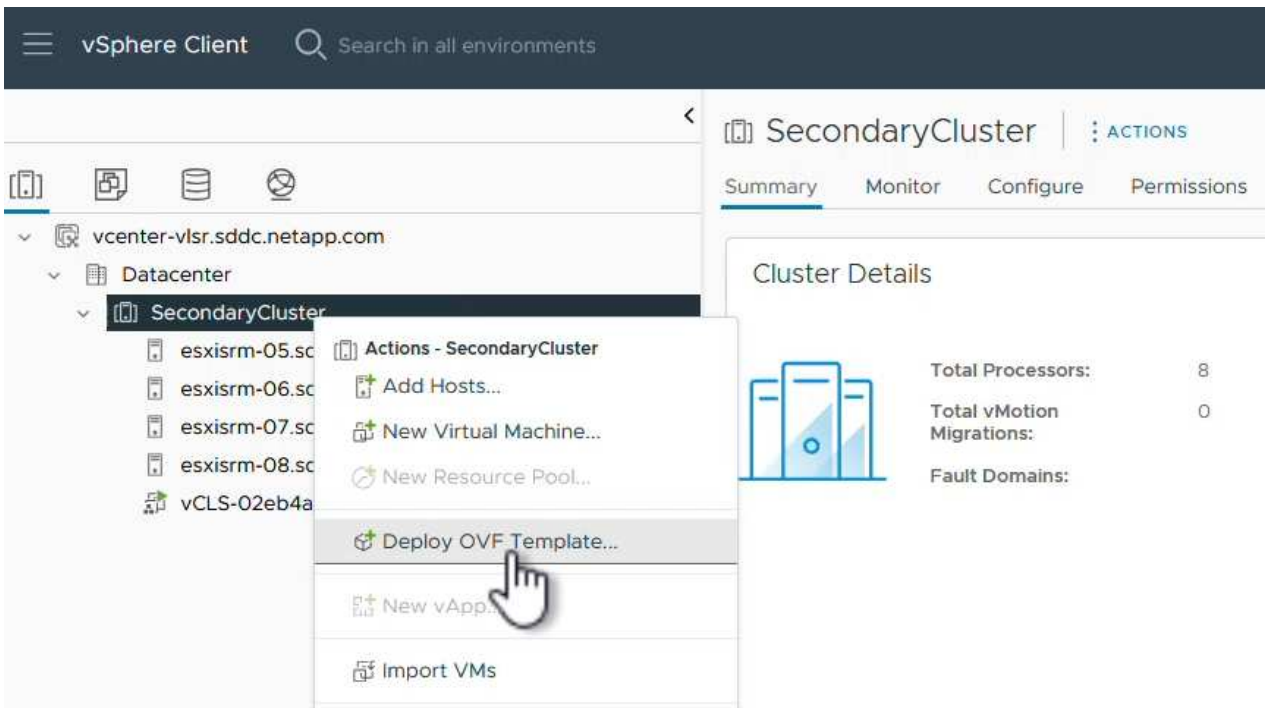 vSphere Client Search in all environments
SecondaryCluster ACTIONS
Summary Monitor Configure Permissions
vcenter-vlsr.sddc.netapp.com
Datacenter
SecondaryCluster
esxisrm-05.sc
esxisrm-06.sc
esxisrm-07.sc
esxisrm-08.sc
vCLS-02eb4a
Actions - SecondaryCluster
Add Hosts...
New Virtual Machine...
New Resource Pool...
Deploy OVF Template...
New vApp...
Import VMs
Cluster Details
Total Processors: 8
Total vMotion 0
Migrations:
Fault Domains: